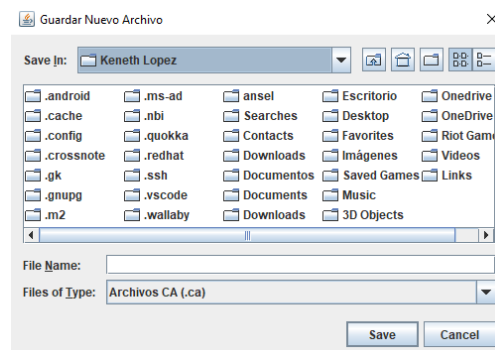 Guardar Nuevo Archivo
Save In: Keneth Lopez
.android .ms-ad ansel Escritorio Onedrive
.cache .nbi Searches Desktop OneDrive
.config .quokka Contacts Favorites Riot Gam
.crossnote .redhat Downloads Imágenes Videos
.gk .ssh Documentos Saved Games Links
.gnupg .vscode Documents Music
.m2 .wallaby Downloads 3D Objects
File Name:
Files of Type: Archivos CA (.ca)
Save Cancel